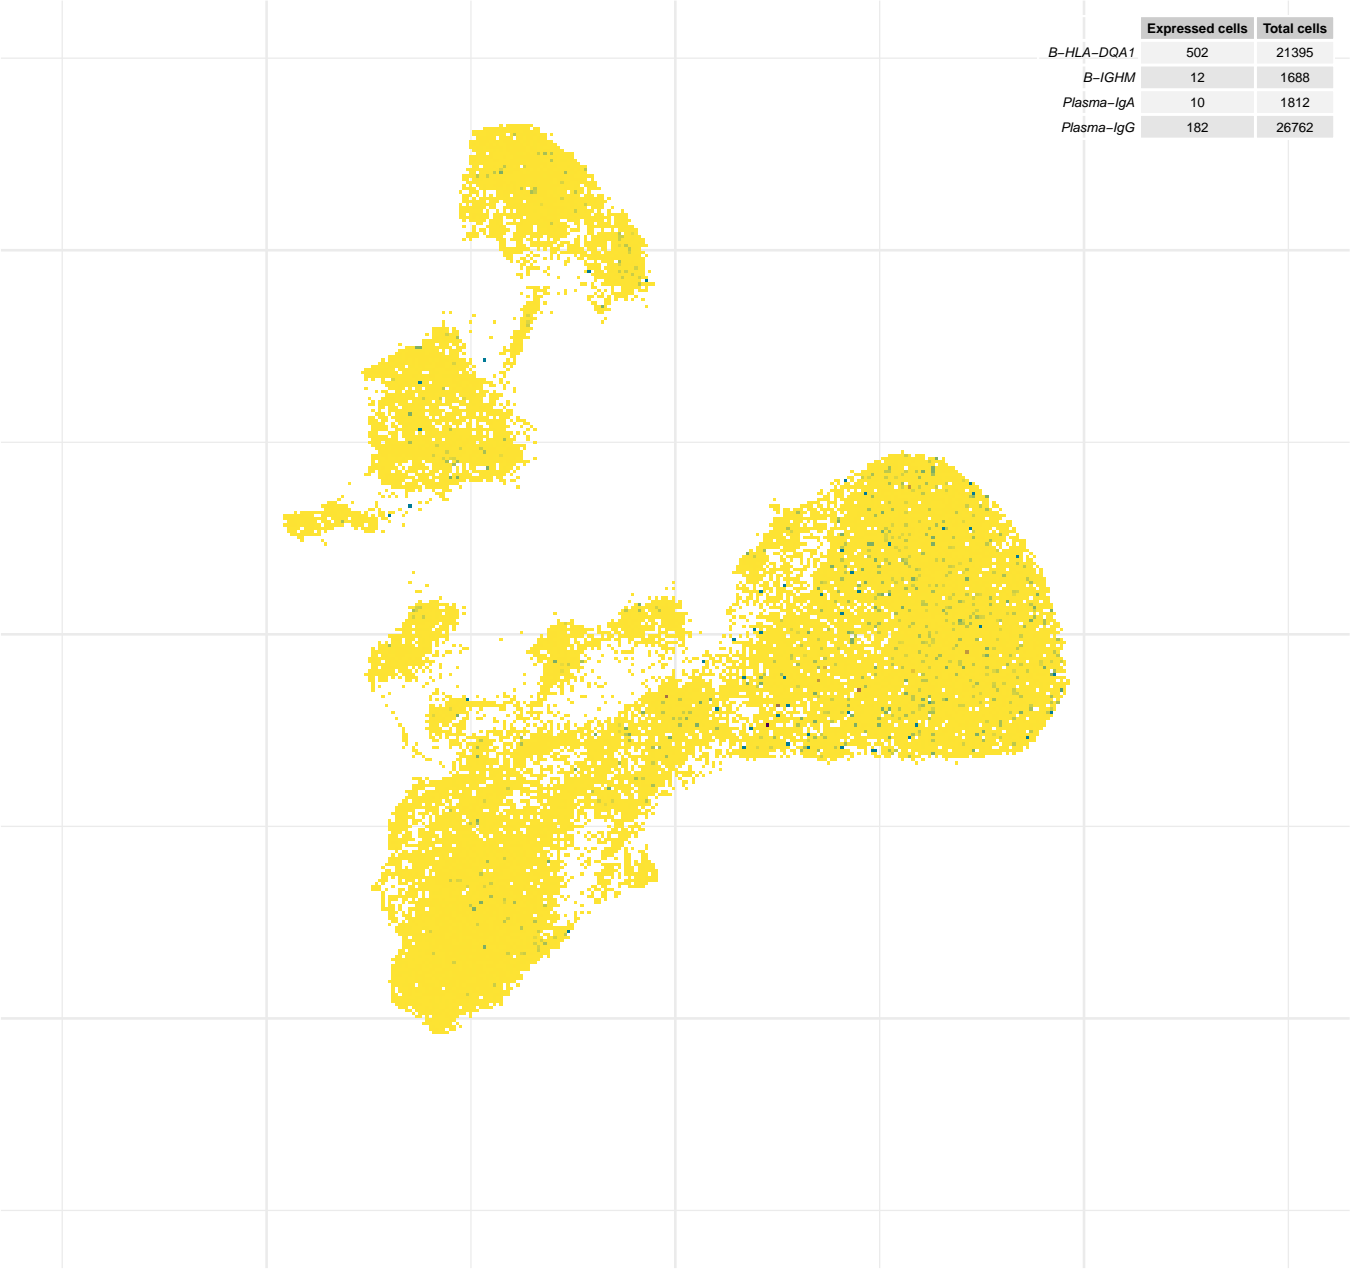 Expressed cells Total cells
B−HLA−DQA1 502 21395
B−IGHM 12 1688
Plasma−IgA 10 1812
Plasma−IgG 182 26762